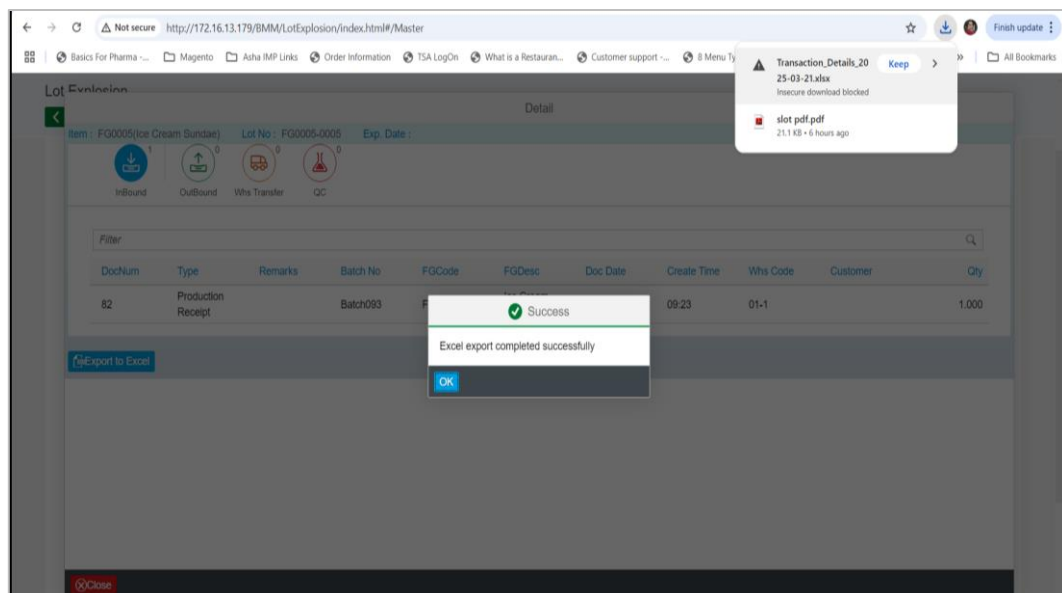 Not secure http://172.16.13.179/BMM/LotExplosion/index.html#/Master Finish update
Basics For Pharma -... Magento Asha IMP Links Order Information TSA LogOn What is a Restauran... Customer support -... 8 Menu Ty » All Bookmarks
Transaction_Details_20
25-03-21.xlsx
Keep
Insecure download blocked
slot pdf.pdf
21.1 KB • 6 hours ago
Lot Explosion
Detail
Item : FG0005(Ice Cream Sundae) Lot No : FG0005-0005 Exp. Date :
1 0 0 0
InBound OutBound Whs Transfer QC
Filter
DocNum Type Remarks Batch No FGCode FGDesc Doc Date Create Time Whs Code Customer Qty
82 Production Receipt Batch093 Ice Cream 09:23 01-1 1.000
Success
Excel export completed successfully
OK
Export to Excel
Close